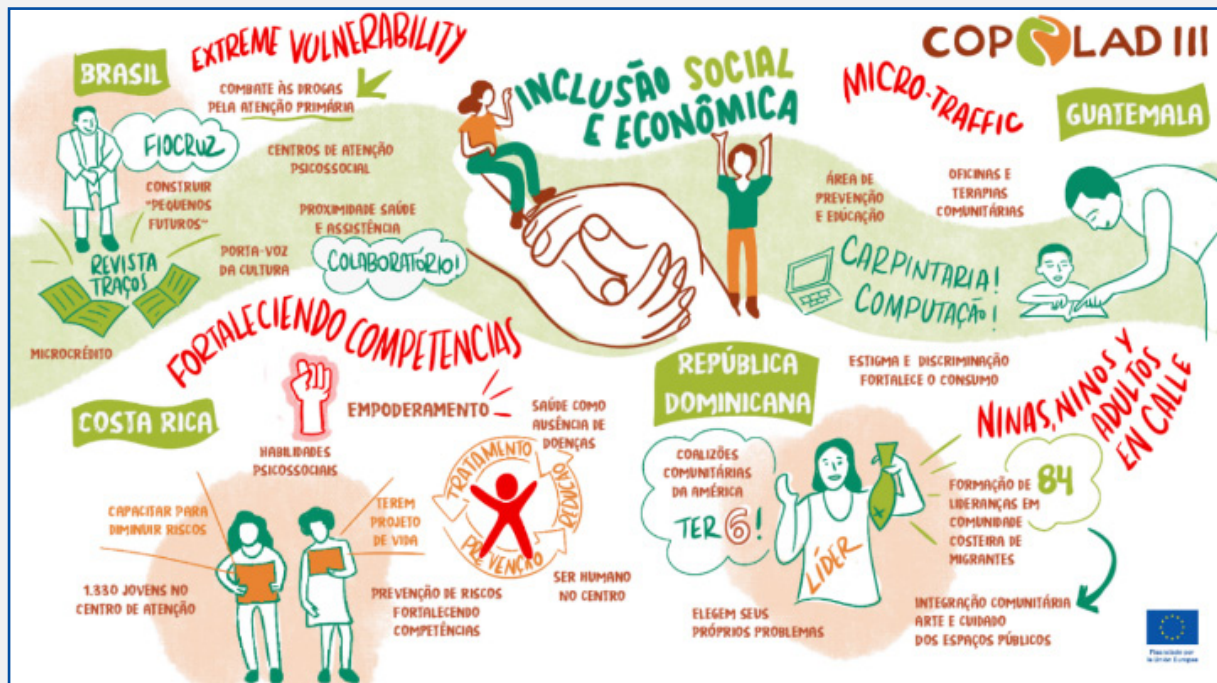 COPOLAD III
EXTREME VULNERABILITY
BRASIL
COMBATE ÀS DROGAS
PELA ATENÇÃO PRIMÁRIA
FIOCRUZ
CENTROS DE ATENÇÃO
PSICOSSOCIAL
CONSTRUIR
"PEQUENOS
FUTUROS"
PROXIMIDADE SAÚDE
E ASSISTÊNCIA
REVISTA
TRAÇOS
PORTA-VOZ
DA CULTURA
COLABORATÓRIO!
MICROCRÉDITO
INCLUSÃO SOCIAL
E ECONÔMICA
MICRO-TRAFFIC
GUATEMALA
ÁREA DE
PREVENÇÃO
E EDUCAÇÃO
OFICINAS E
TERAPIAS
COMUNITÁRIAS
CARPINTARIA!
COMPUTAÇÃO!
FORTALECIENDO COMPETENCIAS
COSTA RICA
EMPODERAMENTO
HABILIDADES
PSICOSSOCIAIS
SAÚDE COMO
AUSÊNCIA DE
DOENÇAS
TRATAMENTO
REDUÇÃO
PREVENÇÃO
CAPACITAR PARA
DIMINUIR RISCOS
TEREM
PROJETO
DE VIDA
1.330 JOVENS NO
CENTRO DE ATENÇÃO
PREVENÇÃO DE RISCOS
FORTALECENDO
COMPETÊNCIAS
SER HUMANO
NO CENTRO
REPÚBLICA
DOMINICANA
ESTIGMA E DISCRIMINAÇÃO
FORTALECE O CONSUMO
NINAS, NINOS Y
ADULTOS
EN CALLE
COALIZÕES
COMUNITÁRIAS
DA AMÉRICA
TER 6!
LÍDER
84
FORMAÇÃO DE
LIDERANÇAS EM
COMUNIDADE
COSTEIRA DE
MIGRANTES
ELEGEM SEUS
PRÓPRIOS PROBLEMAS
INTEGRAÇÃO COMUNITÁRIA
ARTE E CUIDADO
DOS ESPAÇOS PÚBLICOS
Financiado por
la Unión Europea